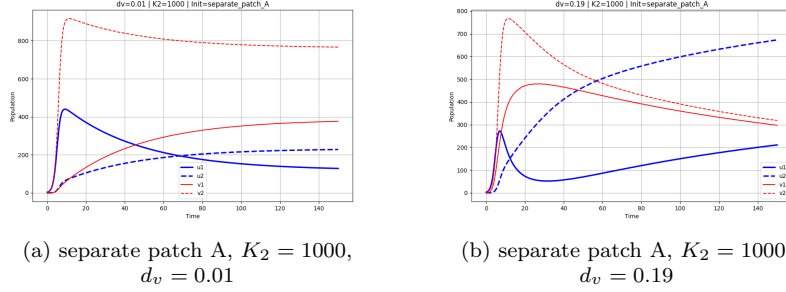 dv=0.01 | K2=1000 | Init=separate_patch_A
800
600
400
200
0
Population
0 20 40 60 80 100 120 140
Time
u1
u2
v1
v2
(a) separate patch A, K₂ = 1000,
dᵥ = 0.01
dv=0.19 | K2=1000 | Init=separate_patch_A
800
700
600
500
400
300
200
100
0
Population
0 20 40 60 80 100 120 140
Time
u1
u2
v1
v2
(b) separate patch A, K₂ = 1000
dᵥ = 0.19